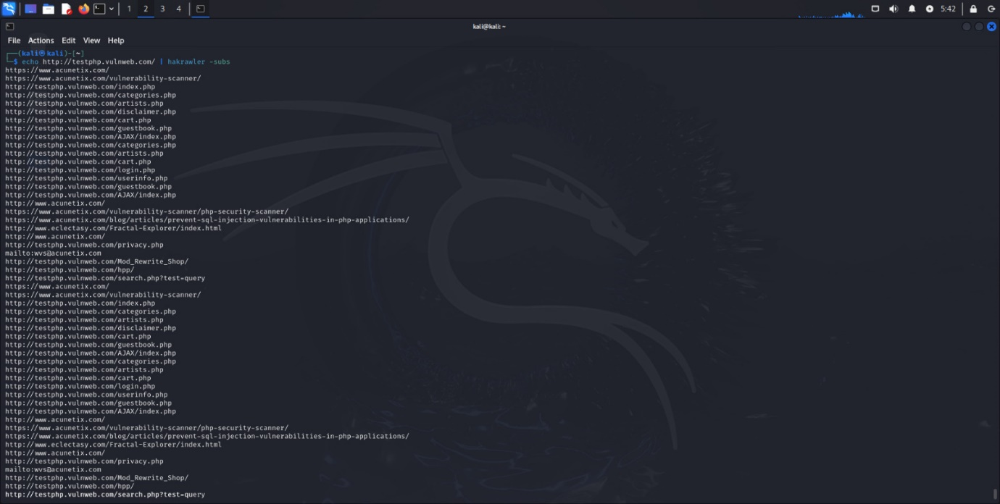 1 2 3 4
5:42
kali@kali: ~
File Actions Edit View Help
┌──(kali㉿kali)-[~]
└─$ echo http://testphp.vulnweb.com/ | hakrawler -subs
https://www.acunetix.com/
https://www.acunetix.com/vulnerability-scanner/
http://testphp.vulnweb.com/index.php
http://testphp.vulnweb.com/categories.php
http://testphp.vulnweb.com/artists.php
http://testphp.vulnweb.com/disclaimer.php
http://testphp.vulnweb.com/cart.php
http://testphp.vulnweb.com/guestbook.php
http://testphp.vulnweb.com/AJAX/index.php
http://testphp.vulnweb.com/categories.php
http://testphp.vulnweb.com/artists.php
http://testphp.vulnweb.com/cart.php
http://testphp.vulnweb.com/login.php
http://testphp.vulnweb.com/userinfo.php
http://testphp.vulnweb.com/guestbook.php
http://testphp.vulnweb.com/AJAX/index.php
http://www.acunetix.com/
https://www.acunetix.com/vulnerability-scanner/php-security-scanner/
https://www.acunetix.com/blog/articles/prevent-sql-injection-vulnerabilities-in-php-applications/
http://www.eclectasy.com/Fractal-Explorer/index.html
http://www.acunetix.com/
http://testphp.vulnweb.com/privacy.php
mailto:wvs@acunetix.com
http://testphp.vulnweb.com/Mod_Rewrite_Shop/
http://testphp.vulnweb.com/hpp/
http://testphp.vulnweb.com/search.php?test=query
https://www.acunetix.com/
https://www.acunetix.com/vulnerability-scanner/
http://testphp.vulnweb.com/index.php
http://testphp.vulnweb.com/categories.php
http://testphp.vulnweb.com/artists.php
http://testphp.vulnweb.com/disclaimer.php
http://testphp.vulnweb.com/cart.php
http://testphp.vulnweb.com/guestbook.php
http://testphp.vulnweb.com/AJAX/index.php
http://testphp.vulnweb.com/categories.php
http://testphp.vulnweb.com/artists.php
http://testphp.vulnweb.com/cart.php
http://testphp.vulnweb.com/login.php
http://testphp.vulnweb.com/userinfo.php
http://testphp.vulnweb.com/guestbook.php
http://testphp.vulnweb.com/AJAX/index.php
http://www.acunetix.com/
https://www.acunetix.com/vulnerability-scanner/php-security-scanner/
https://www.acunetix.com/blog/articles/prevent-sql-injection-vulnerabilities-in-php-applications/
http://www.eclectasy.com/Fractal-Explorer/index.html
http://www.acunetix.com/
http://testphp.vulnweb.com/privacy.php
mailto:wvs@acunetix.com
http://testphp.vulnweb.com/Mod_Rewrite_Shop/
http://testphp.vulnweb.com/hpp/
http://testphp.vulnweb.com/search.php?test=query